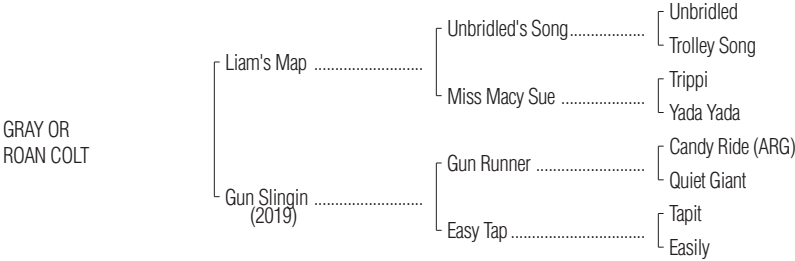 GRAY OR
ROAN COLT
Liam's Map ..........................
Gun Slingin ..........................
(2019)
Unbridled's Song..................
Miss Macy Sue ....................
Gun Runner ..........................
Easy Tap ................................
Unbridled
Trolley Song
Trippi
Yada Yada
Candy Ride (ARG)
Quiet Giant
Tapit
Easily